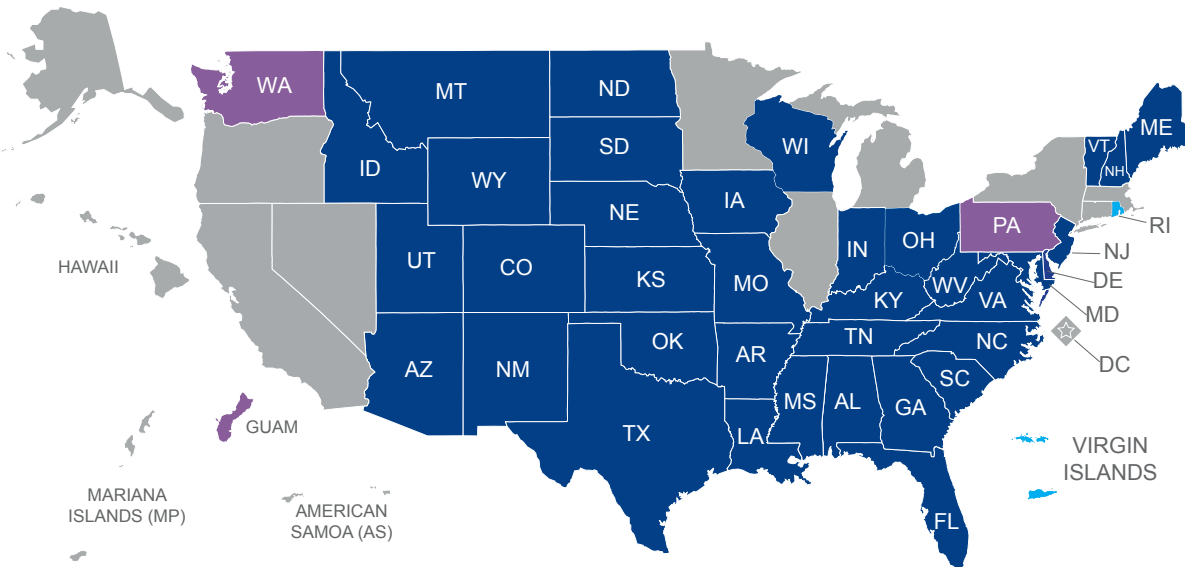 WA
MT
ND
ME
VT
WI
SD
ID
NH
WY
IA
NE
PA
RI
OH
IN
NJ
UT
CO
HAWAII
KS
MO
WV
DE
KY
VA
MD
TN
OK
NC
AR
DC
AZ
NM
SC
MS
AL
GA
GUAM
TX
LA
VIRGIN
ISLANDS
MARIANA
ISLANDS (MP)
AMERICAN
SAMOA (AS)
FL